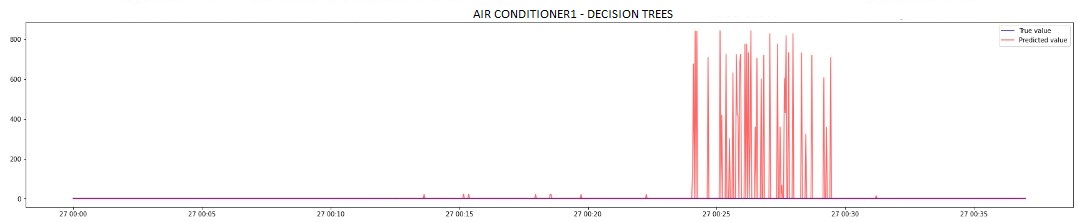 AIR CONDITIONER1 - DECISION TREES
True value
Predicted value
800
600
400
200
0
27 00:00 27 00:05 27 00:10 27 00:15 27 00:20 27 00:25 27 00:30 27 00:35